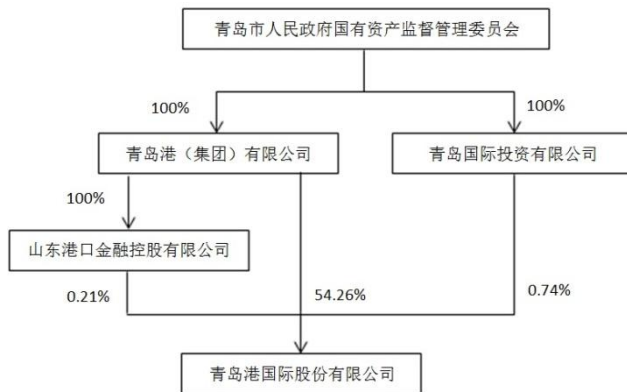 青岛市人民政府国有资产监督管理委员会
100%
100%
青岛港（集团）有限公司
青岛国际投资有限公司
100%
山东港口金融控股有限公司
0.21%
54.26%
0.74%
青岛港国际股份有限公司